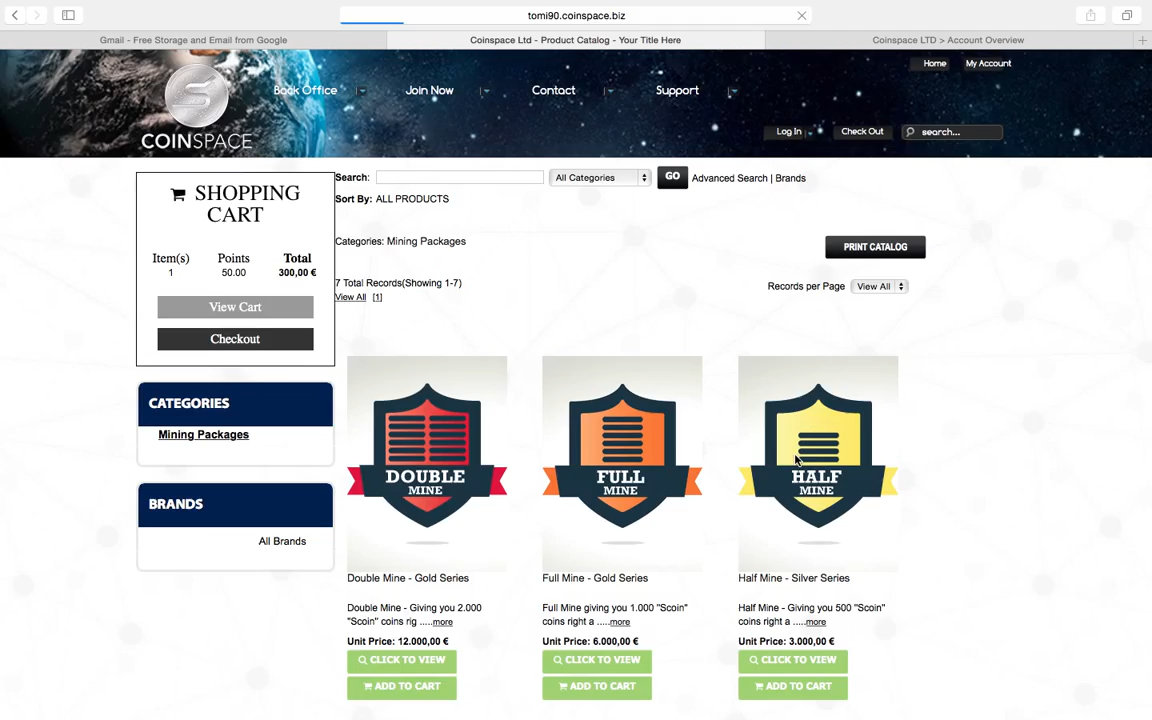 tomi90.coinspace.biz
Gmail - Free Storage and Email from Google
Coinspace Ltd - Product Catalog - Your Title Here
Coinspace LTD > Account Overview
Home
My Account
Back Office
Join Now
Contact
Support
COINSPACE
Log In
Check Out
search...
SHOPPING
CART
Item(s) Points Total
1 50.00 300,00 €
View Cart
Checkout
CATEGORIES
Mining Packages
BRANDS
All Brands
Search: All Categories GO Advanced Search | Brands
Sort By: ALL PRODUCTS
Categories: Mining Packages
PRINT CATALOG
7 Total Records(Showing 1-7)
View All [1]
Records per Page View All
DOUBLE
MINE
Double Mine - Gold Series
Double Mine - Giving you 2.000
"Scoin" coins rig .....more
Unit Price: 12.000,00 €
CLICK TO VIEW
ADD TO CART
FULL
MINE
Full Mine - Gold Series
Full Mine giving you 1.000 "Scoin"
coins right a .....more
Unit Price: 6.000,00 €
CLICK TO VIEW
ADD TO CART
HALF
MINE
Half Mine - Silver Series
Half Mine - Giving you 500 "Scoin"
coins right a .....more
Unit Price: 3.000,00 €
CLICK TO VIEW
ADD TO CART